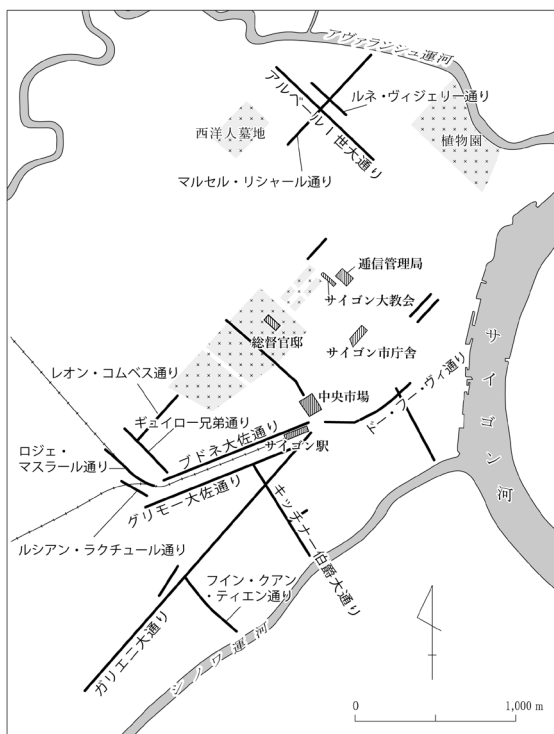 アヴァランシュ運河
ルネ・ヴィジェリー通り
アルベール1世大通り
西洋人墓地
植物園
マルセル・リシャール通り
逓信管理局
サイゴン大教会
総督官邸
サイゴン市庁舎
サイゴン河
レオン・コムベス通り
中央市場
ドー・フー・ヴィ通り
ギュイロー兄弟通り
ブドネ大佐通り
サイゴン駅
ロジェ・
マスラール通り
グリモー大佐通り
ルシアン・ラクチュール通り
キッチナー伯爵大通り
フイン・クアン・
ティエン通り
ガリエニ大通り
シノワ運河
0
1,000 m